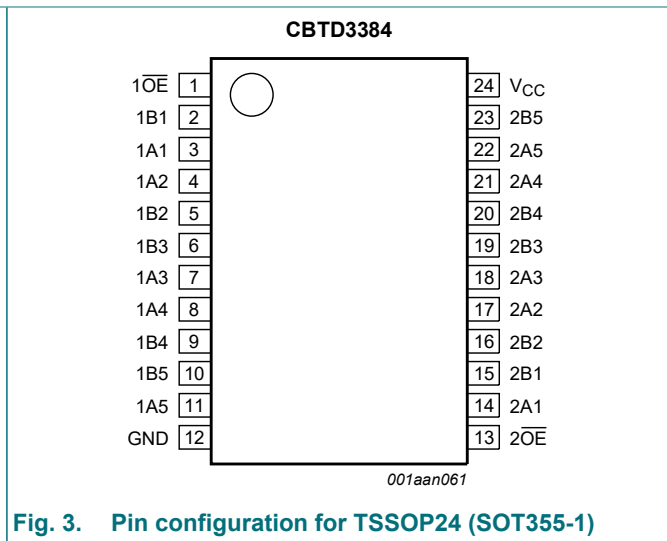 CBTD3384
1O̅E̅ 1 24 VCC
1B1 2 23 2B5
1A1 3 22 2A5
1A2 4 21 2A4
1B2 5 20 2B4
1B3 6 19 2B3
1A3 7 18 2A3
1A4 8 17 2A2
1B4 9 16 2B2
1B5 10 15 2B1
1A5 11 14 2A1
GND 12 13 2O̅E̅
001aan061
Fig. 3. Pin configuration for TSSOP24 (SOT355-1)